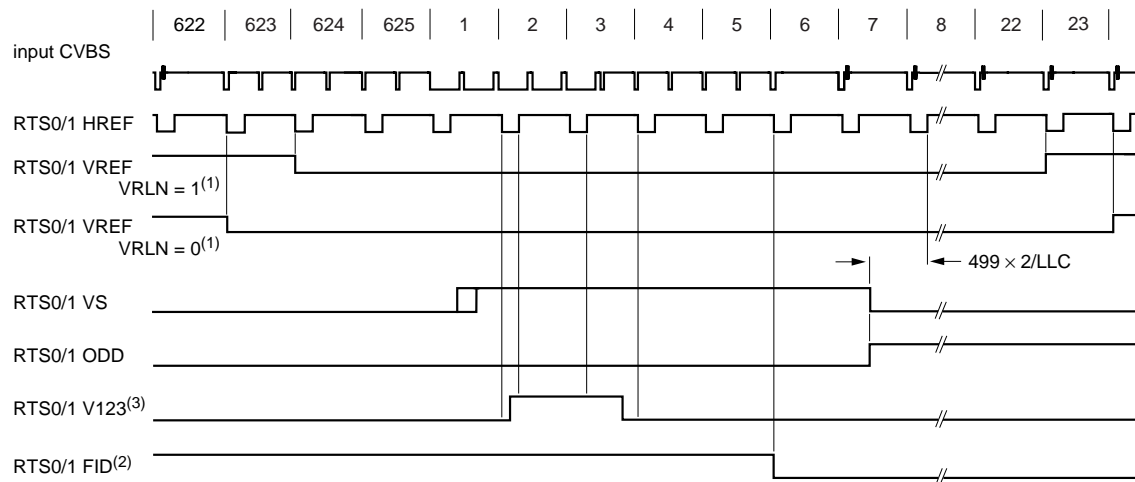 622 623 624 625 1 2 3 4 5 6 7 8 22 23
input CVBS
RTS0/1 HREF
RTS0/1 VREF
VRLN = 1(1)
RTS0/1 VREF
VRLN = 0(1)
499 × 2/LLC
RTS0/1 VS
RTS0/1 ODD
RTS0/1 V123(3)
RTS0/1 FID(2)